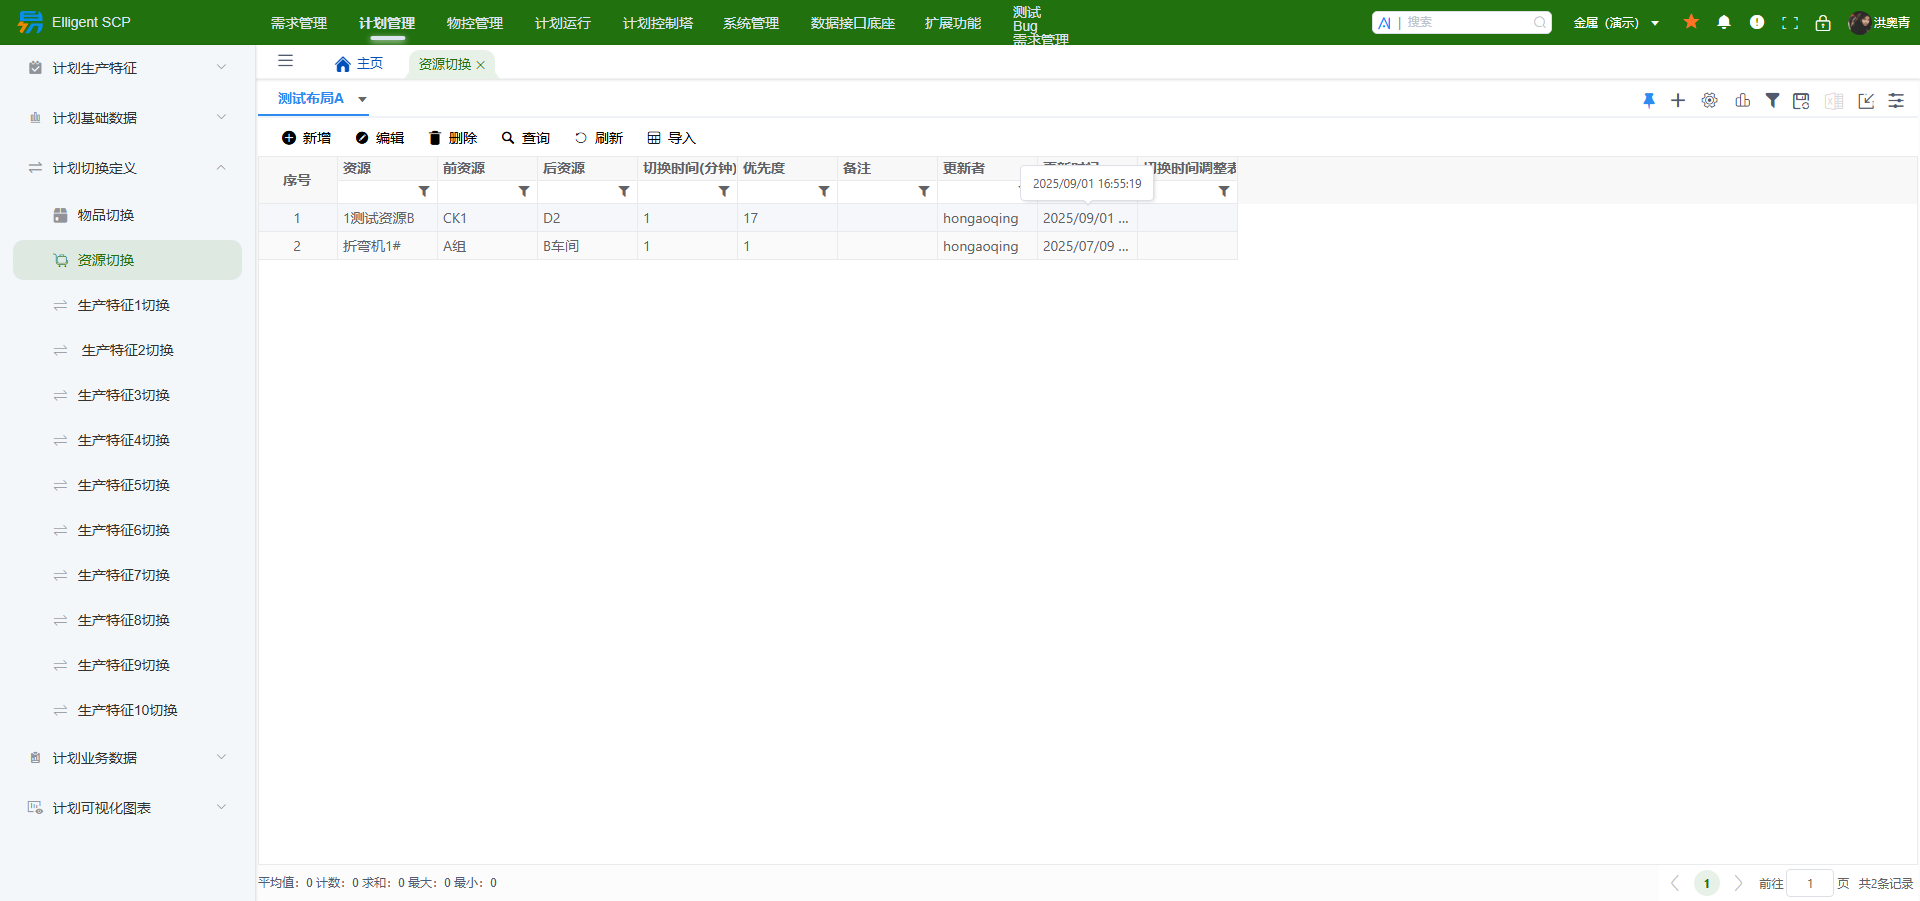 Elligent SCP
需求管理 计划管理 物控管理 计划运行 计划控制塔 系统管理 数据接口底座 扩展功能
测试
Bug
需求管理
搜索
金属（演示）
洪奥青
计划生产特征
计划基础数据
计划切换定义
物品切换
资源切换
生产特征1切换
生产特征2切换
生产特征3切换
生产特征4切换
生产特征5切换
生产特征6切换
生产特征7切换
生产特征8切换
生产特征9切换
生产特征10切换
计划业务数据
计划可视化图表
主页 资源切换
测试布局A
新增 编辑 删除 查询 刷新 导入
序号 资源 前资源 后资源 切换时间(分钟) 优先度 备注 更新者 更新时间 切换时间调整表
2025/09/01 16:55:19
1 1测试资源B CK1 D2 1 17 hongaoqing 2025/09/01 ...
2 折弯机1# A组 B车间 1 1 hongaoqing 2025/07/09 ...
平均值：0 计数：0 求和：0 最大：0 最小：0
1 前往 1 页 共2条记录